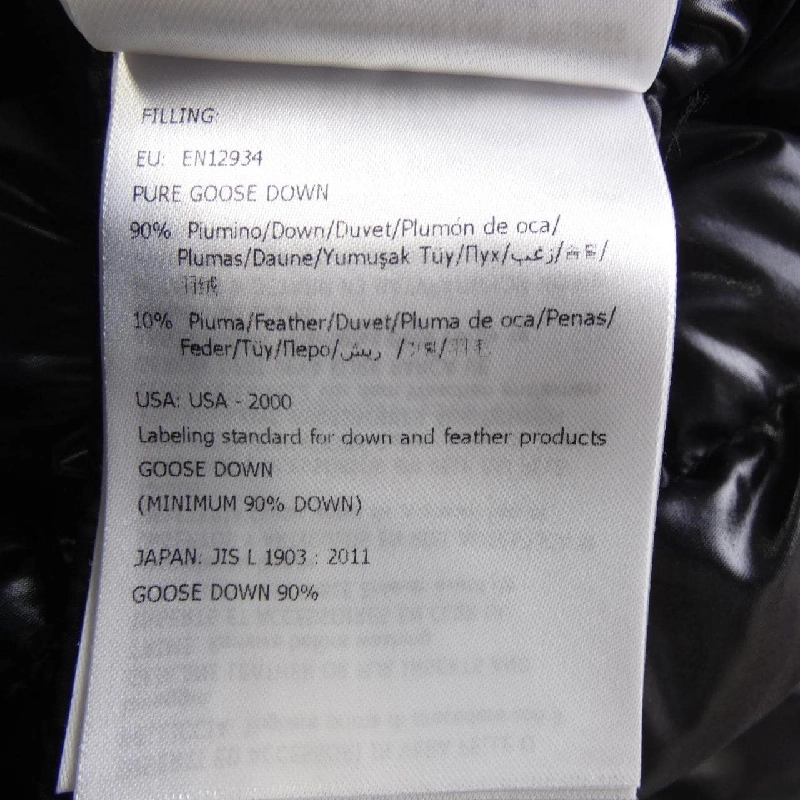 FILLING:
EU: EN12934
PURE GOOSE DOWN
90% Piumino/Down/Duvet/Plumón de oca/
Plumas/Daune/Yumuşak Tüy/Пух/زغب/
10% Piuma/Feather/Duvet/Pluma de oca/Penas/
Feder/Tüy/Перо/ريش/
USA: USA - 2000
Labeling standard for down and feather products
GOOSE DOWN
(MINIMUM 90% DOWN)
JAPAN: JIS L 1903 : 2011
GOOSE DOWN 90%